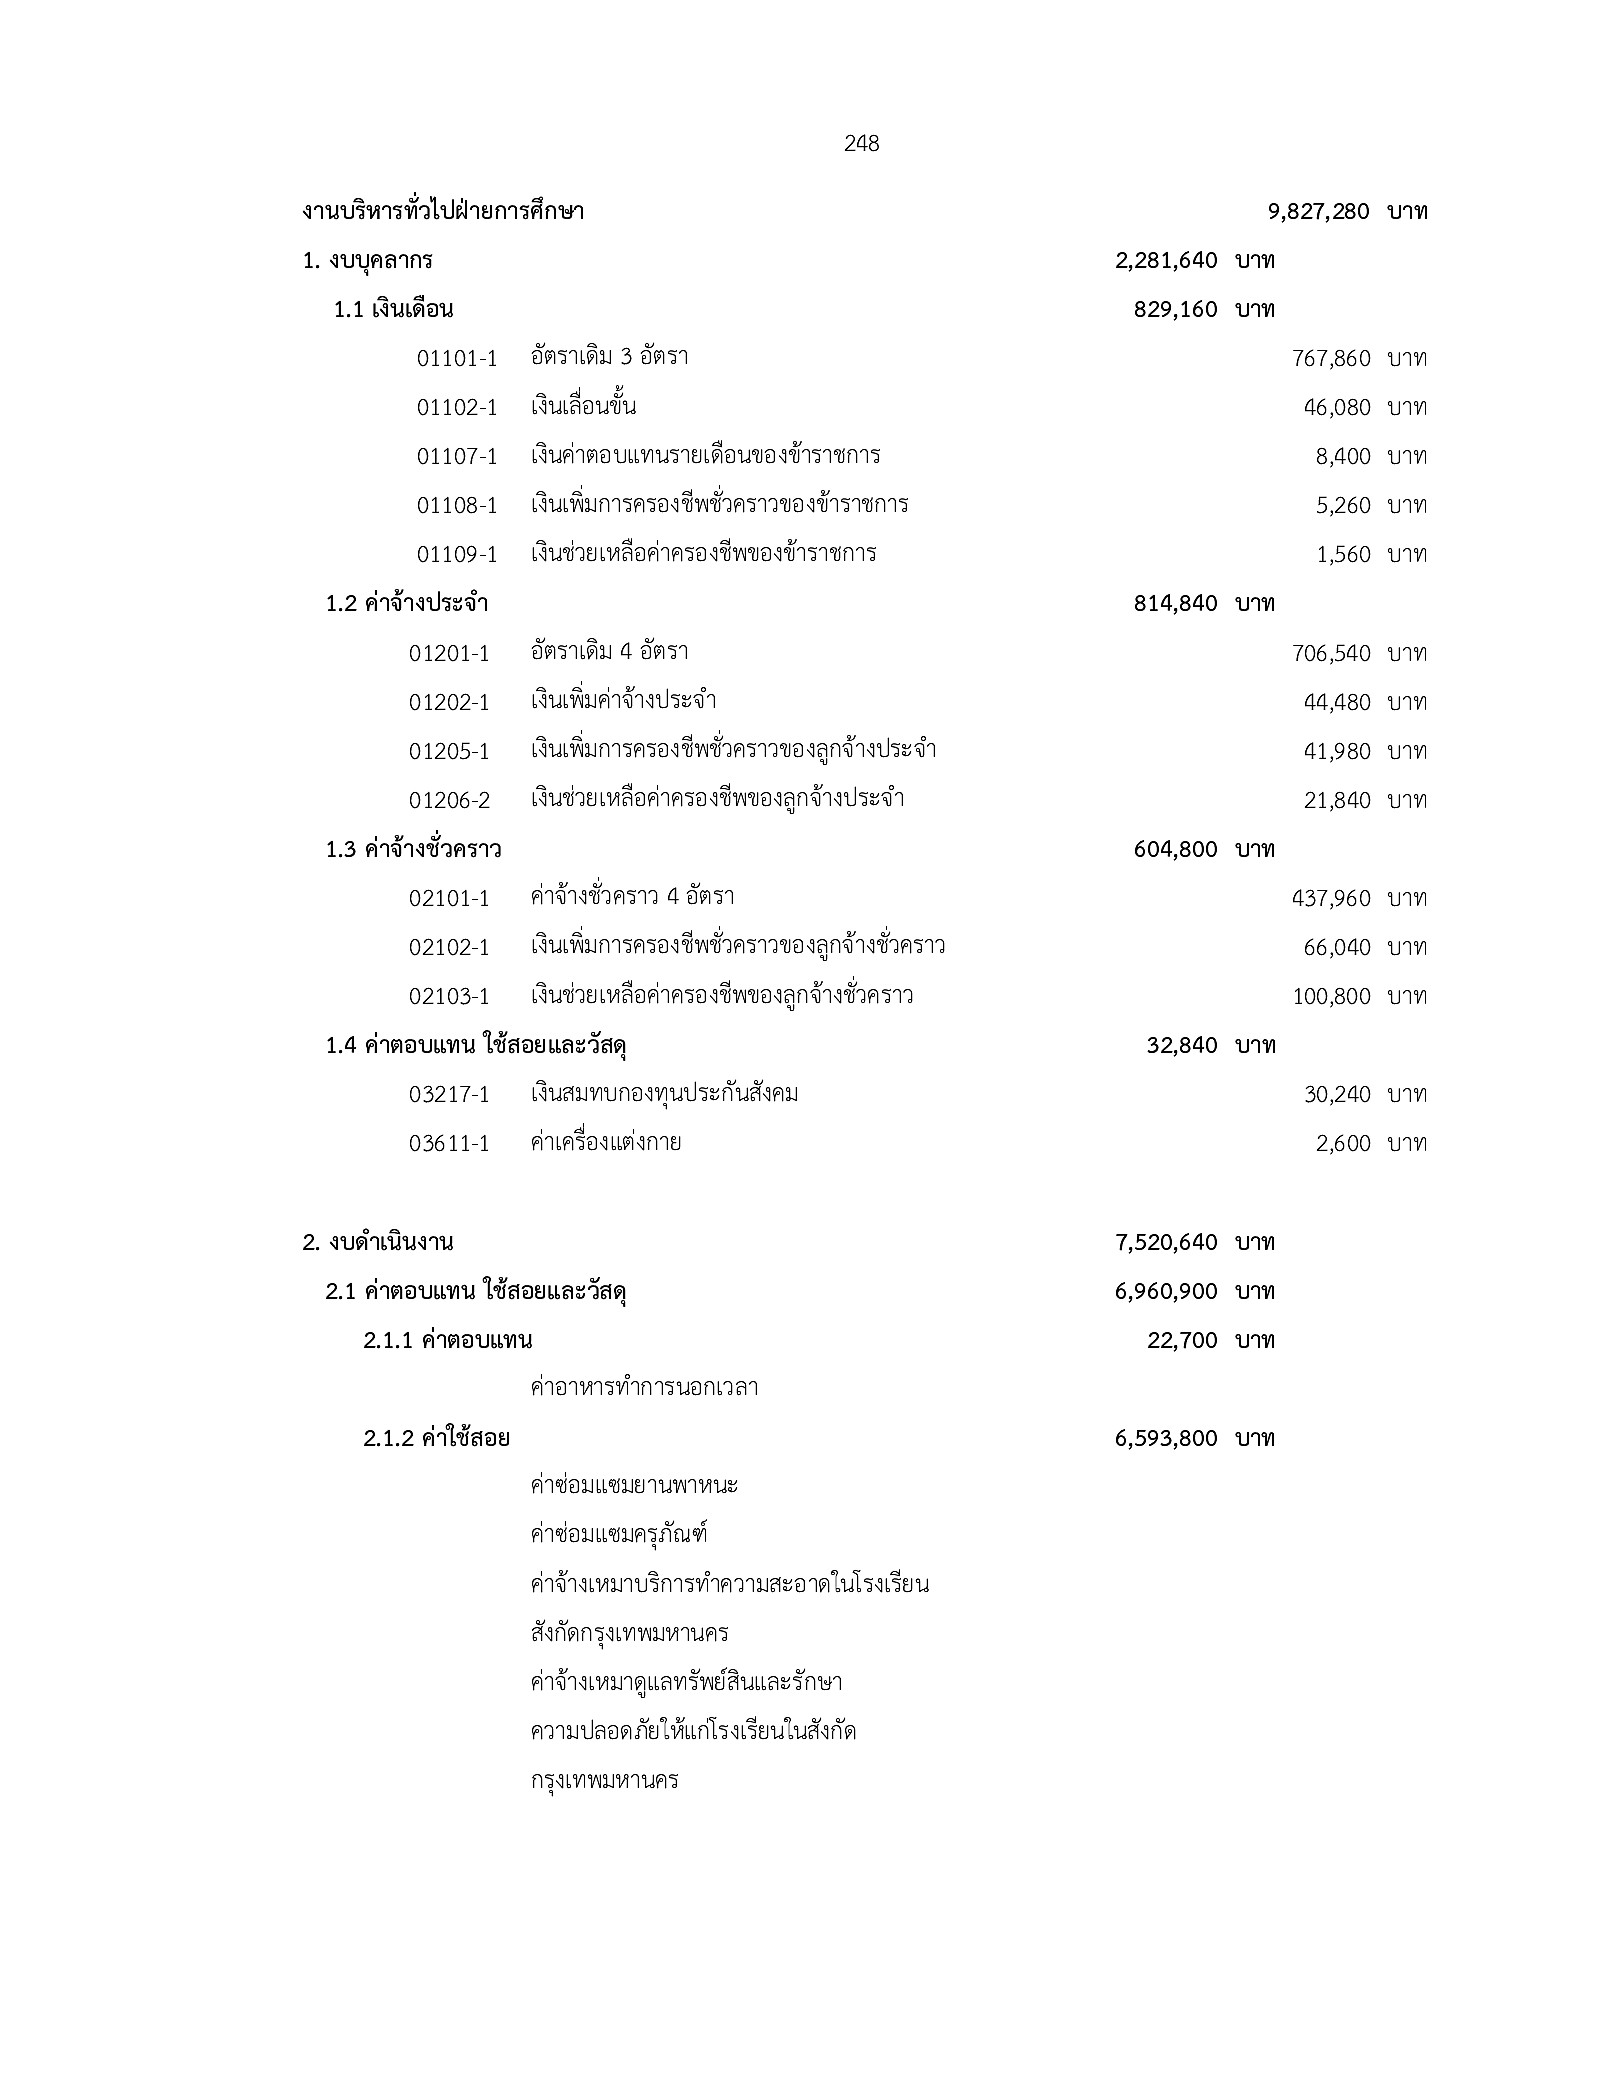 248
งานบริหารทั่วไปฝ่ายการศึกษา 9,827,280 บาท
1. งบบุคลากร 2,281,640 บาท
1.1 เงินเดือน 829,160 บาท
01101-1 อัตราเดิม 3 อัตรา 767,860 บาท
01102-1 เงินเลื่อนขั้น 46,080 บาท
01107-1 เงินค่าตอบแทนรายเดือนของข้าราชการ 8,400 บาท
01108-1 เงินเพิ่มการครองชีพชั่วคราวของข้าราชการ 5,260 บาท
01109-1 เงินช่วยเหลือค่าครองชีพของข้าราชการ 1,560 บาท
1.2 ค่าจ้างประจำ 814,840 บาท
01201-1 อัตราเดิม 4 อัตรา 706,540 บาท
01202-1 เงินเพิ่มค่าจ้างประจำ 44,480 บาท
01205-1 เงินเพิ่มการครองชีพชั่วคราวของลูกจ้างประจำ 41,980 บาท
01206-2 เงินช่วยเหลือค่าครองชีพของลูกจ้างประจำ 21,840 บาท
1.3 ค่าจ้างชั่วคราว 604,800 บาท
02101-1 ค่าจ้างชั่วคราว 4 อัตรา 437,960 บาท
02102-1 เงินเพิ่มการครองชีพชั่วคราวของลูกจ้างชั่วคราว 66,040 บาท
02103-1 เงินช่วยเหลือค่าครองชีพของลูกจ้างชั่วคราว 100,800 บาท
1.4 ค่าตอบแทน ใช้สอยและวัสดุ 32,840 บาท
03217-1 เงินสมทบกองทุนประกันสังคม 30,240 บาท
03611-1 ค่าเครื่องแต่งกาย 2,600 บาท
2. งบดำเนินงาน 7,520,640 บาท
2.1 ค่าตอบแทน ใช้สอยและวัสดุ 6,960,900 บาท
2.1.1 ค่าตอบแทน 22,700 บาท
ค่าอาหารทำการนอกเวลา
2.1.2 ค่าใช้สอย 6,593,800 บาท
ค่าซ่อมแซมยานพาหนะ
ค่าซ่อมแซมครุภัณฑ์
ค่าจ้างเหมาบริการทำความสะอาดในโรงเรียน
สังกัดกรุงเทพมหานคร
ค่าจ้างเหมาดูแลทรัพย์สินและรักษา
ความปลอดภัยให้แก่โรงเรียนในสังกัด
กรุงเทพมหานคร